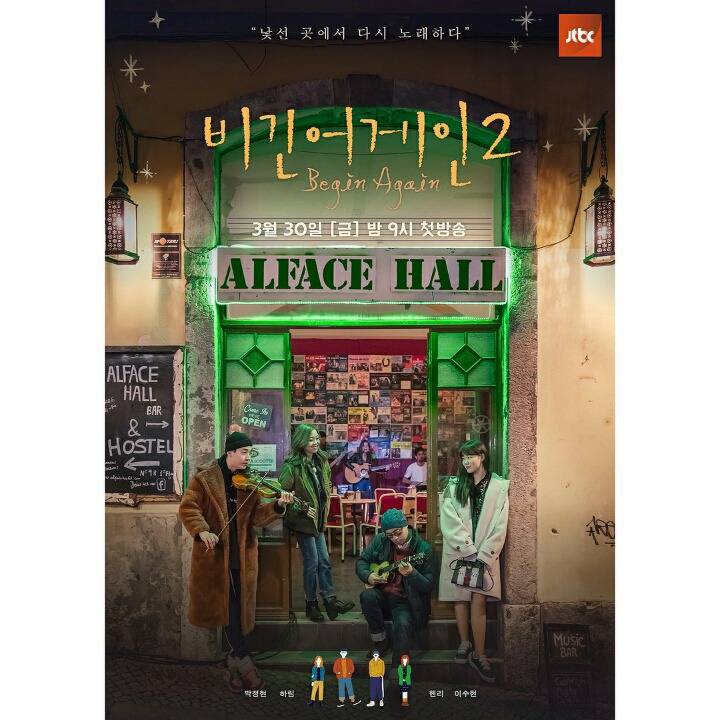 “낯선 곳에서 다시 노래하다”
jtbc
비긴어게인2
Begin Again
3월 30일 [금] 밤 9시 첫방송
ALFACE HALL
ALFACE
HALL
BAR
&
HOSTEL
Come In
OPEN
MUSIC
BAR
박정현 하림 헨리 이수현